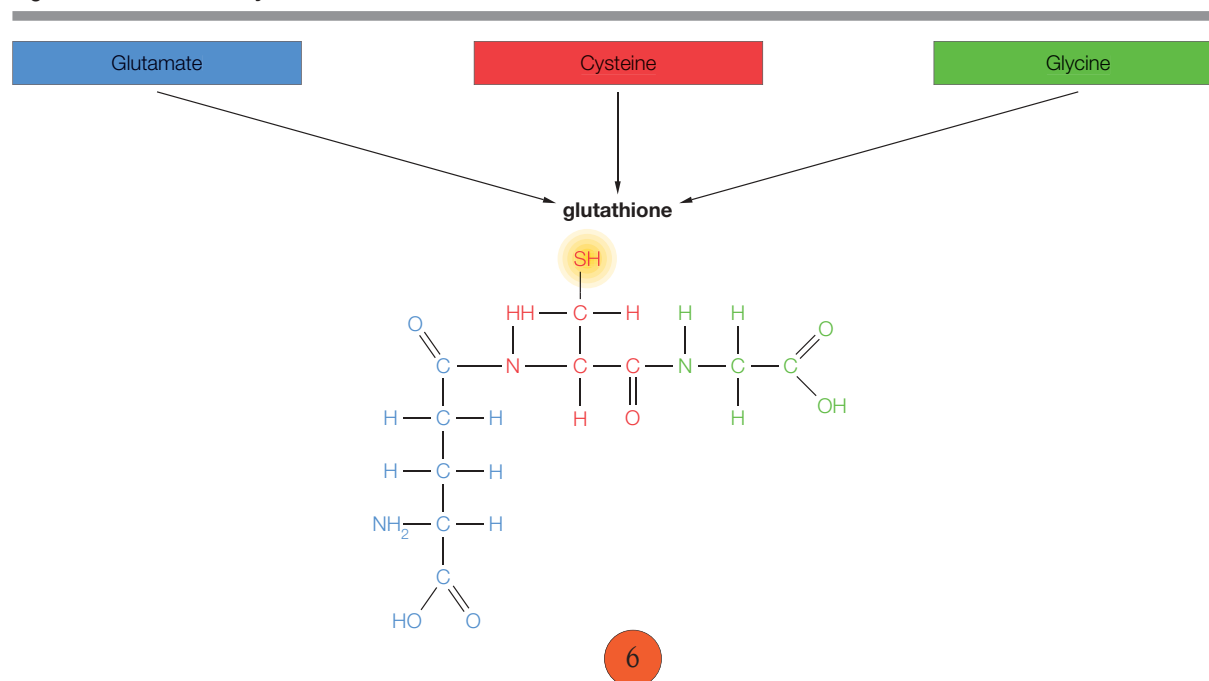 Glutamate Cysteine Glycine
glutathione
SH
HH C H H H
O O
C N C C N C C
H C H H O H OH
H C H
NH2 C H
C
HO O
6